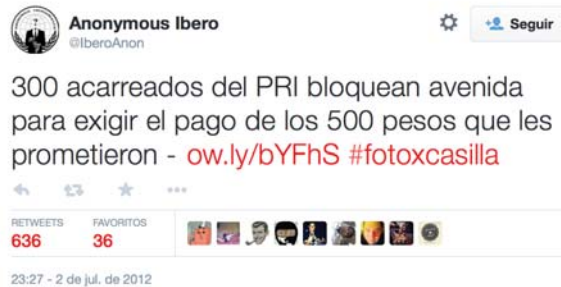 Anonymous Ibero
@IberoAnon
Seguir
300 acarreados del PRI bloquean avenida
para exigir el pago de los 500 pesos que les
prometieron - ow.ly/bYFhS #fotoxcasilla
RETWEETS FAVORITOS
636 36
23:27 - 2 de jul. de 2012